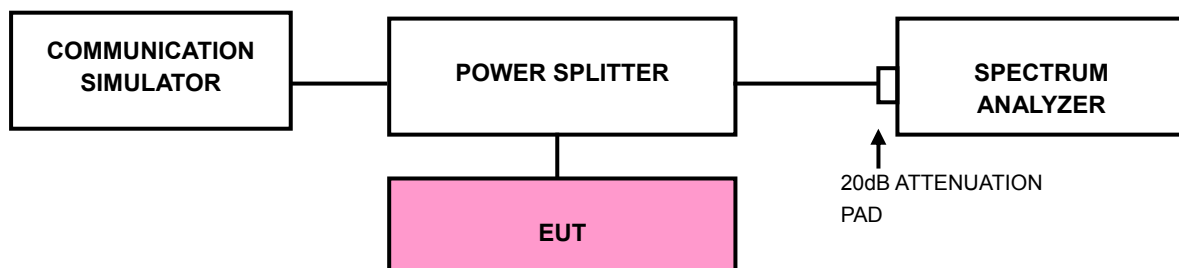 COMMUNICATION
SIMULATOR
POWER SPLITTER
SPECTRUM
ANALYZER
20dB ATTENUATION
PAD
EUT